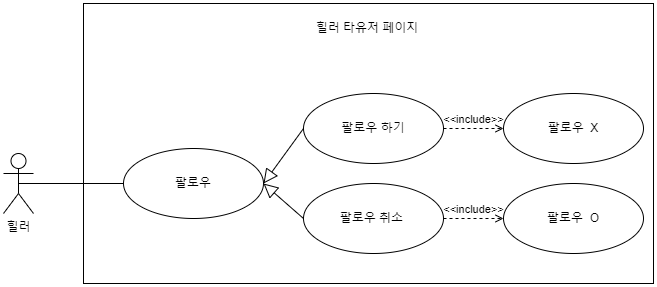 힐러 타유저 페이지
팔로우 하기
<<include>>
팔로우 X
팔로우
팔로우 취소
<<include>>
팔로우 O
힐러